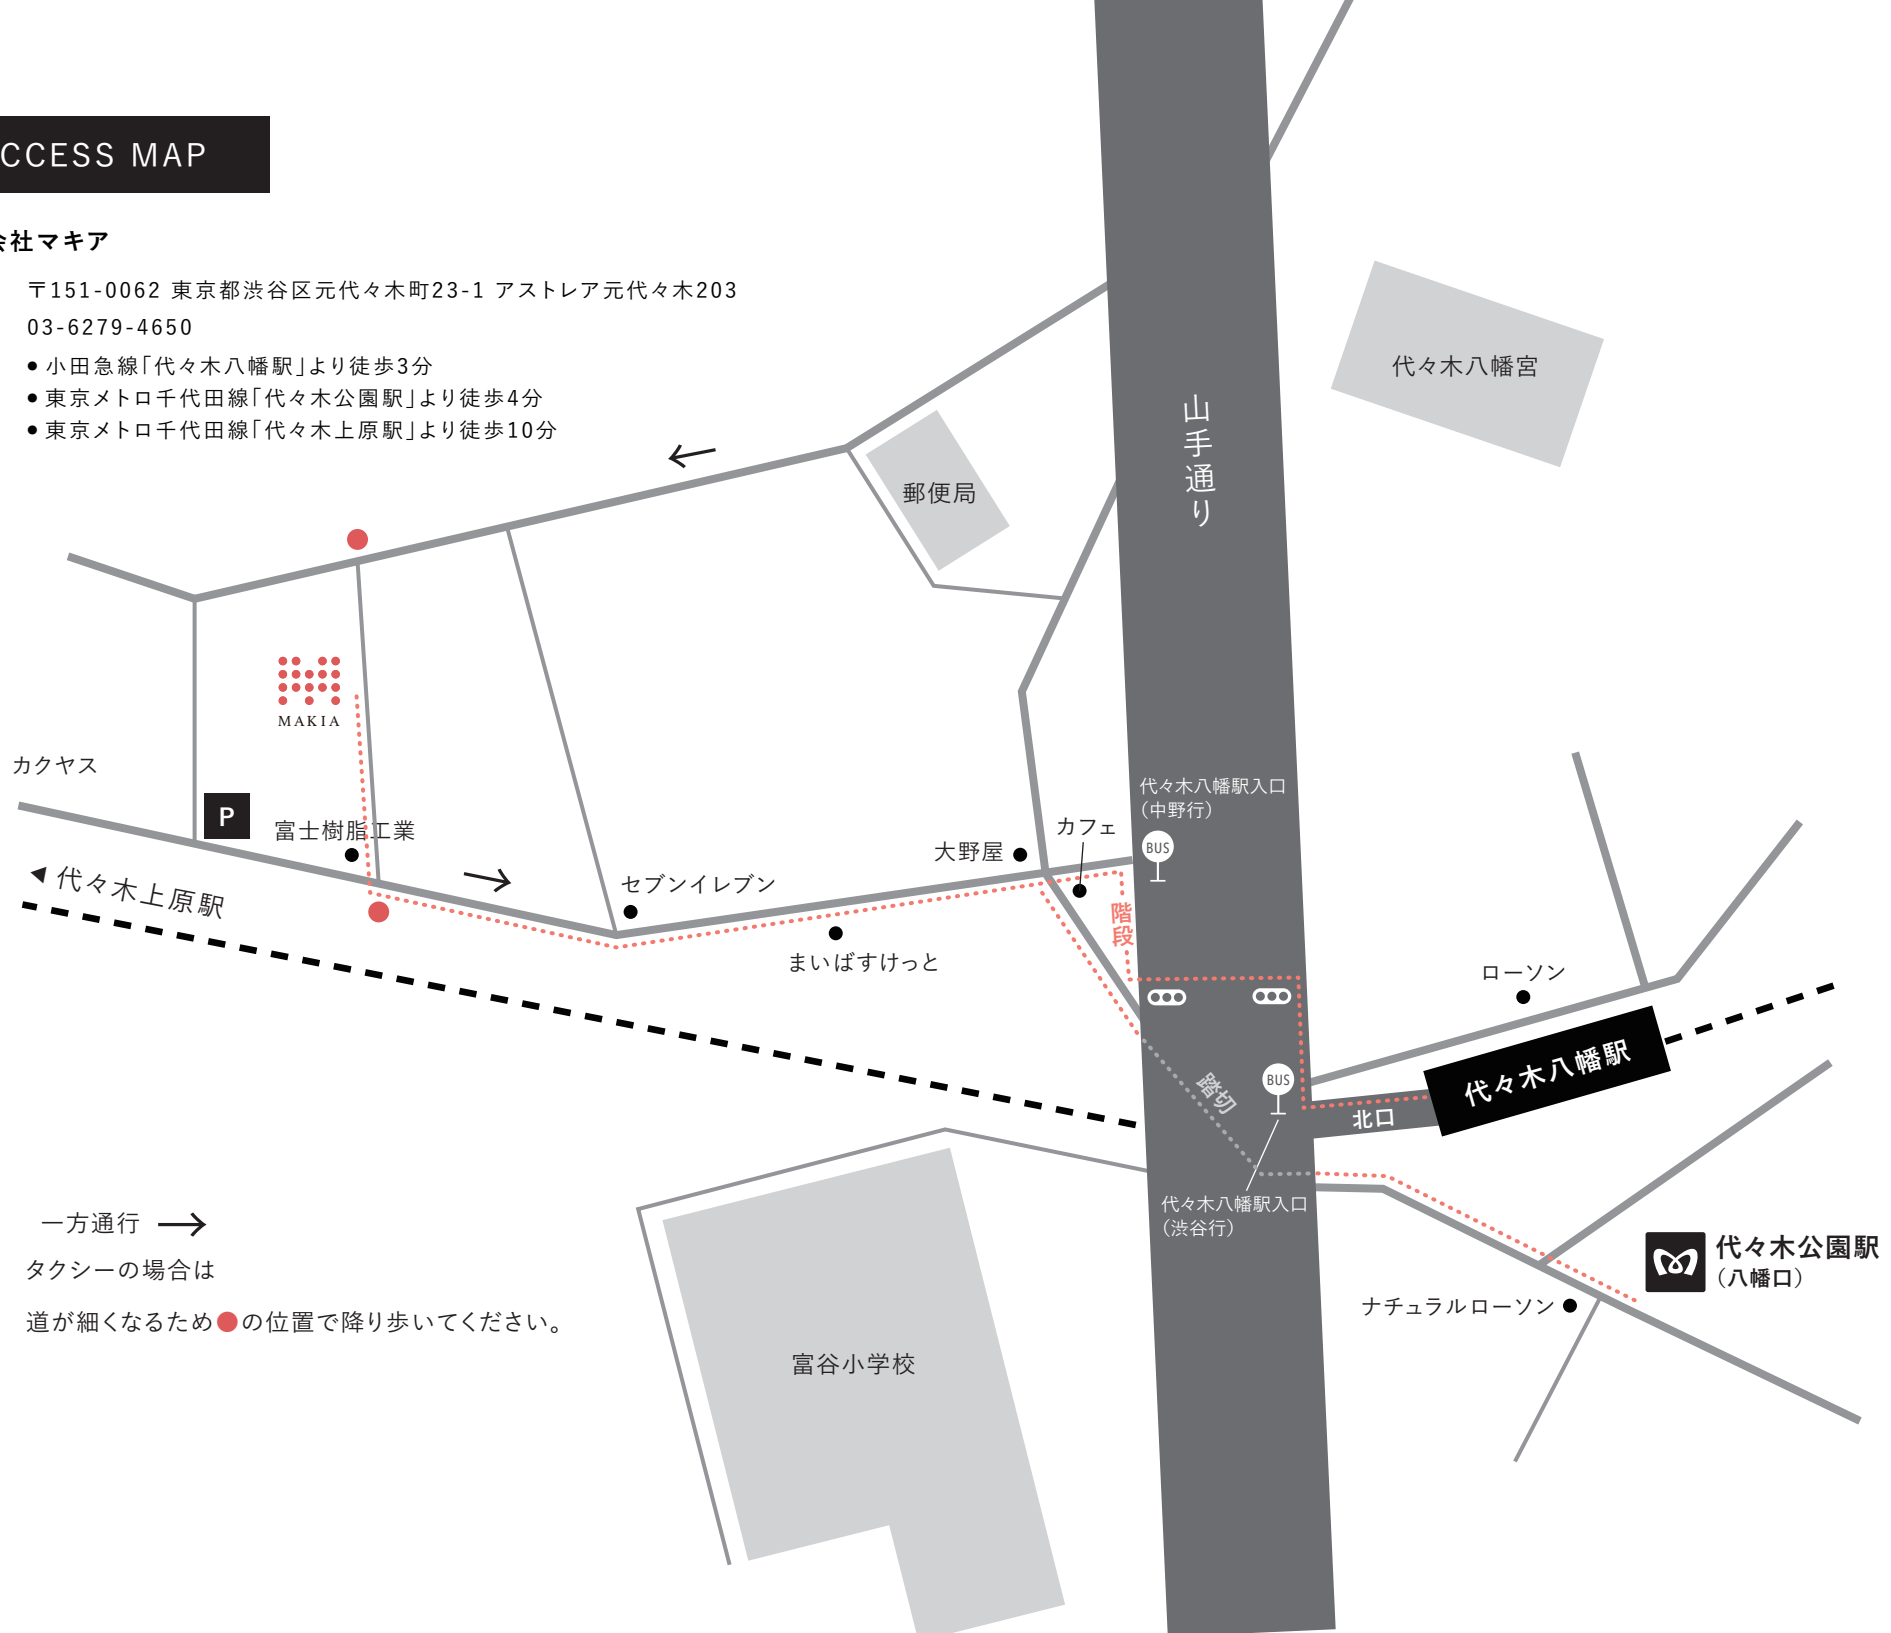 CCESS MAP
会社マキア
〒151-0062 東京都渋谷区元代々木町23-1 アストレア元代々木203
03-6279-4650
● 小田急線「代々木八幡駅」より徒歩3分
● 東京メトロ千代田線「代々木公園駅」より徒歩4分
● 東京メトロ千代田線「代々木上原駅」より徒歩10分
山手通り
代々木八幡宮
郵便局
MAKIA
カクヤス
P
富士樹脂工業
代々木上原駅
セブンイレブン
まいばすけっと
大野屋
カフェ
代々木八幡駅入口
（中野行）
BUS
階段
踏切
BUS
北口
ローソン
代々木八幡駅
代々木八幡駅入口
（渋谷行）
代々木公園駅
（八幡口）
ナチュラルローソン
富谷小学校
一方通行 →
タクシーの場合は
道が細くなるため●の位置で降り歩いてください。